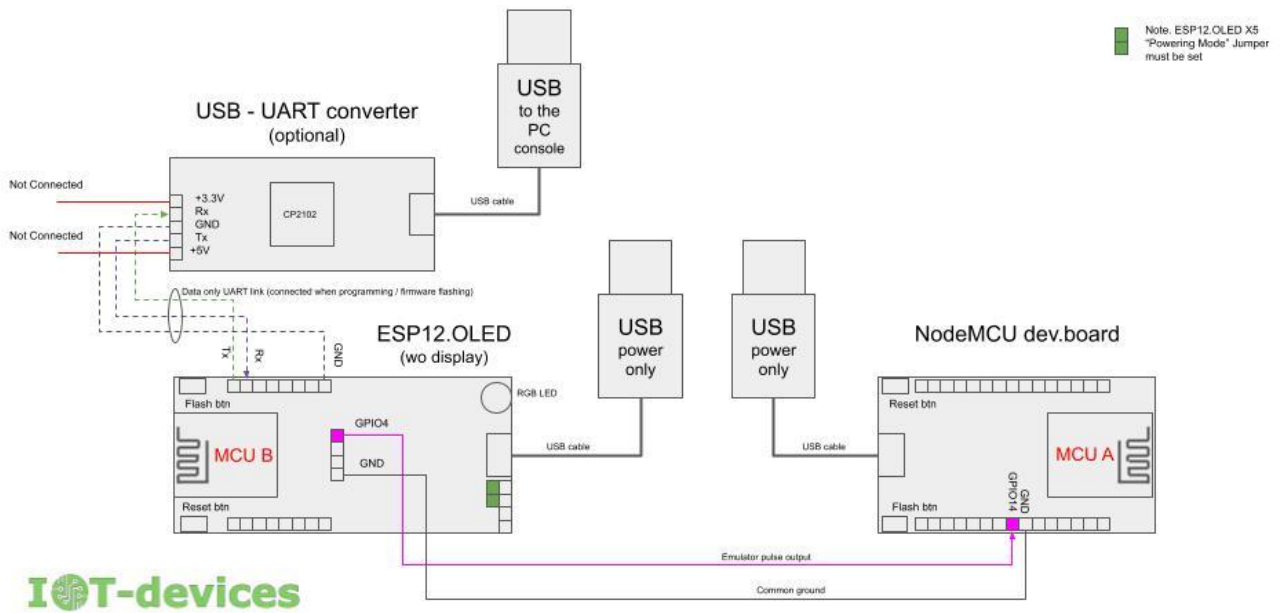 Note. ESP12.OLED X5
"Powering Mode" Jumper
must be set
USB
to the
PC
console
USB - UART converter
(optional)
Not Connected
Not Connected
+3.3V
Rx
GND
Tx
+5V
CP2102
USB cable
Data only UART link (connected when programming / firmware flashing)
ESP12.OLED
(wo display)
USB
power
only
USB
power
only
NodeMCU dev.board
Tx
Rx
GND
Flash btn
RGB LED
GPIO4
GND
MCU B
Reset btn
USB cable
USB cable
Reset btn
MCU A
GPIO14
GND
Flash btn
Emulator pulse output
Common ground
IOT-devices